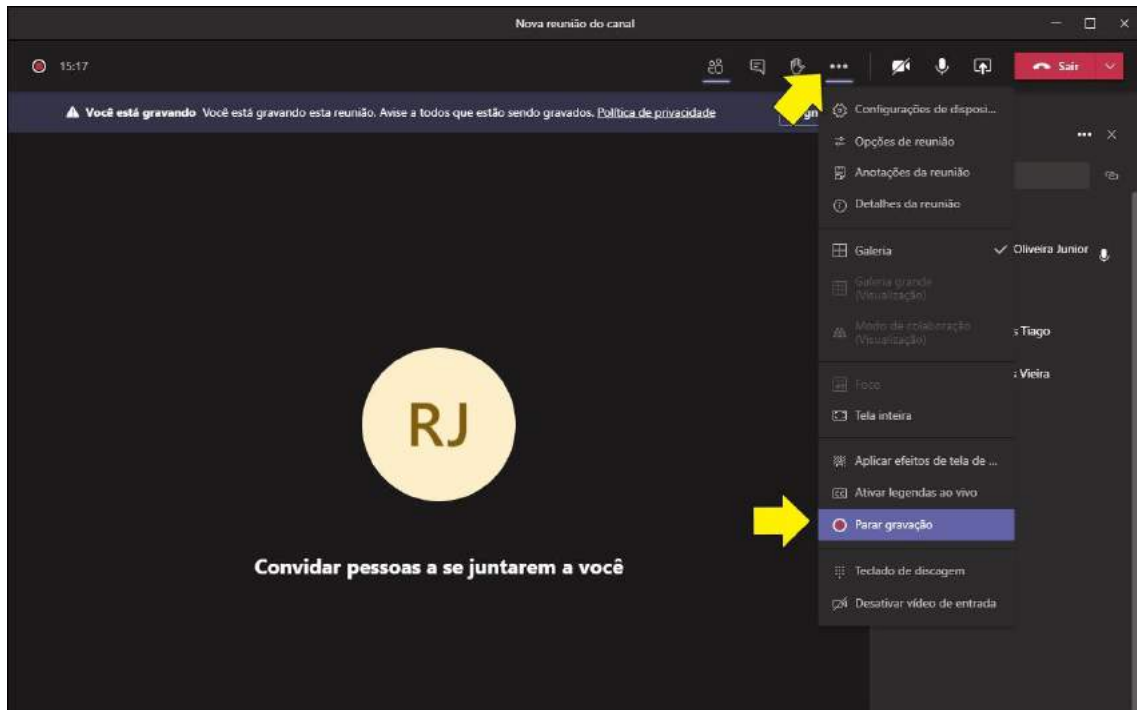 Nova reunião do canal
15:17
Sair
Você está gravando Você está gravando esta reunião. Avise a todos que estão sendo gravados. Política de privacidade
Configurações de disposi...
Opções de reunião
Anotações da reunião
Detalhes da reunião
Galeria
Oliveira Junior
Galeria grande
(Visualização)
Modo de colaboração
(Visualização)
s Tiago
s Vieira
Foco
Tela inteira
RJ
Aplicar efeitos de tela de ...
Ativar legendas ao vivo
Parar gravação
Convidar pessoas a se juntarem a você
Teclado de discagem
Desativar vídeo de entrada